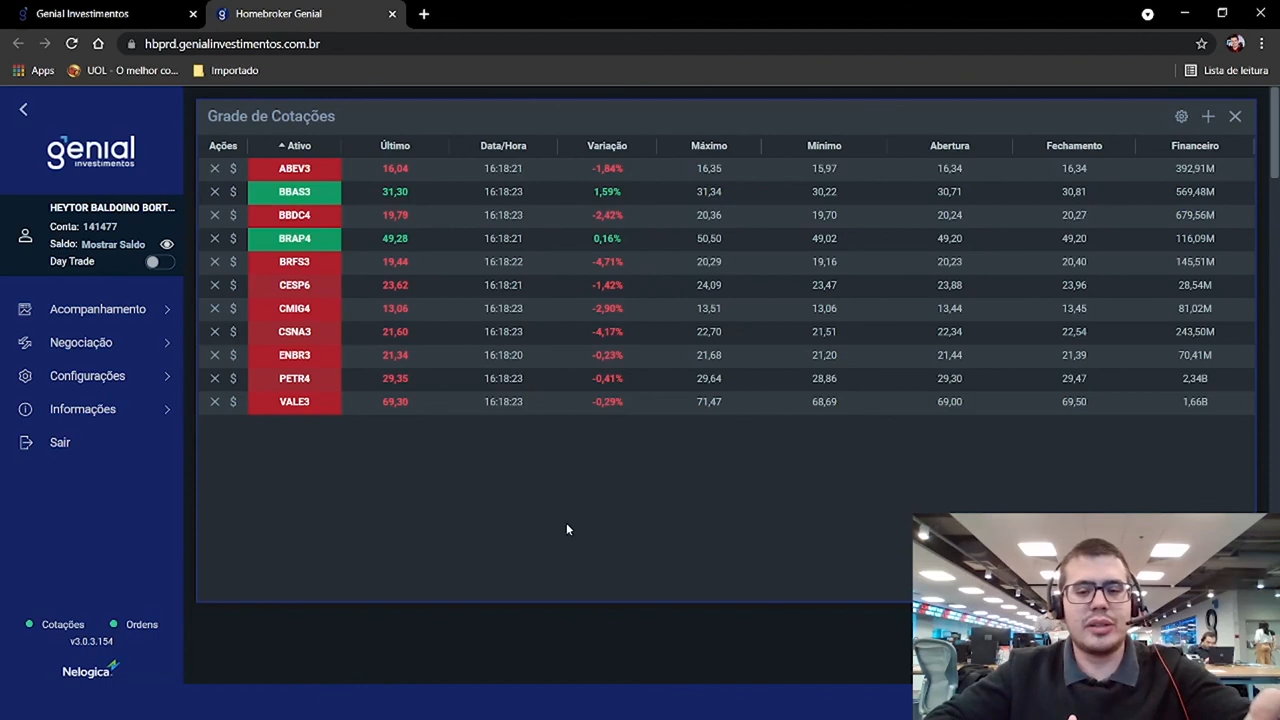 Genial Investimentos
Homebroker Genial
hbprd.genialinvestimentos.com.br
Apps
UOL - O melhor co...
Importado
Lista de leitura
genial
investimentos
HEYTOR BALDOINO BORT...
Conta: 141477
Saldo: Mostrar Saldo
Day Trade
Acompanhamento
Negociação
Configurações
Informações
Sair
Cotações Ordens
v3.0.3.154
Nelogica
Grade de Cotações
Ações Ativo Último Data/Hora Variação Máximo Mínimo Abertura Fechamento Financeiro
$ ABEV3 16,04 16:18:21 -1,84% 16,35 15,97 16,34 16,34 392,91M
$ BBAS3 31,30 16:18:23 1,59% 31,34 30,22 30,71 30,81 569,48M
$ BBDC4 19,79 16:18:23 -2,42% 20,36 19,70 20,24 20,27 679,56M
$ BRAP4 49,28 16:18:21 0,16% 50,50 49,02 49,20 49,20 116,09M
$ BRFS3 19,44 16:18:22 -4,71% 20,29 19,16 20,23 20,40 145,51M
$ CESP6 23,62 16:18:21 -1,42% 24,09 23,47 23,88 23,96 28,54M
$ CMIG4 13,06 16:18:23 -2,90% 13,51 13,06 13,44 13,45 81,02M
$ CSNA3 21,60 16:18:23 -4,17% 22,70 21,51 22,34 22,54 243,50M
$ ENBR3 21,34 16:18:20 -0,23% 21,68 21,20 21,44 21,39 70,41M
$ PETR4 29,35 16:18:23 -0,41% 29,64 28,86 29,30 29,47 2,34B
$ VALE3 69,30 16:18:23 -0,29% 71,47 68,69 69,00 69,50 1,66B